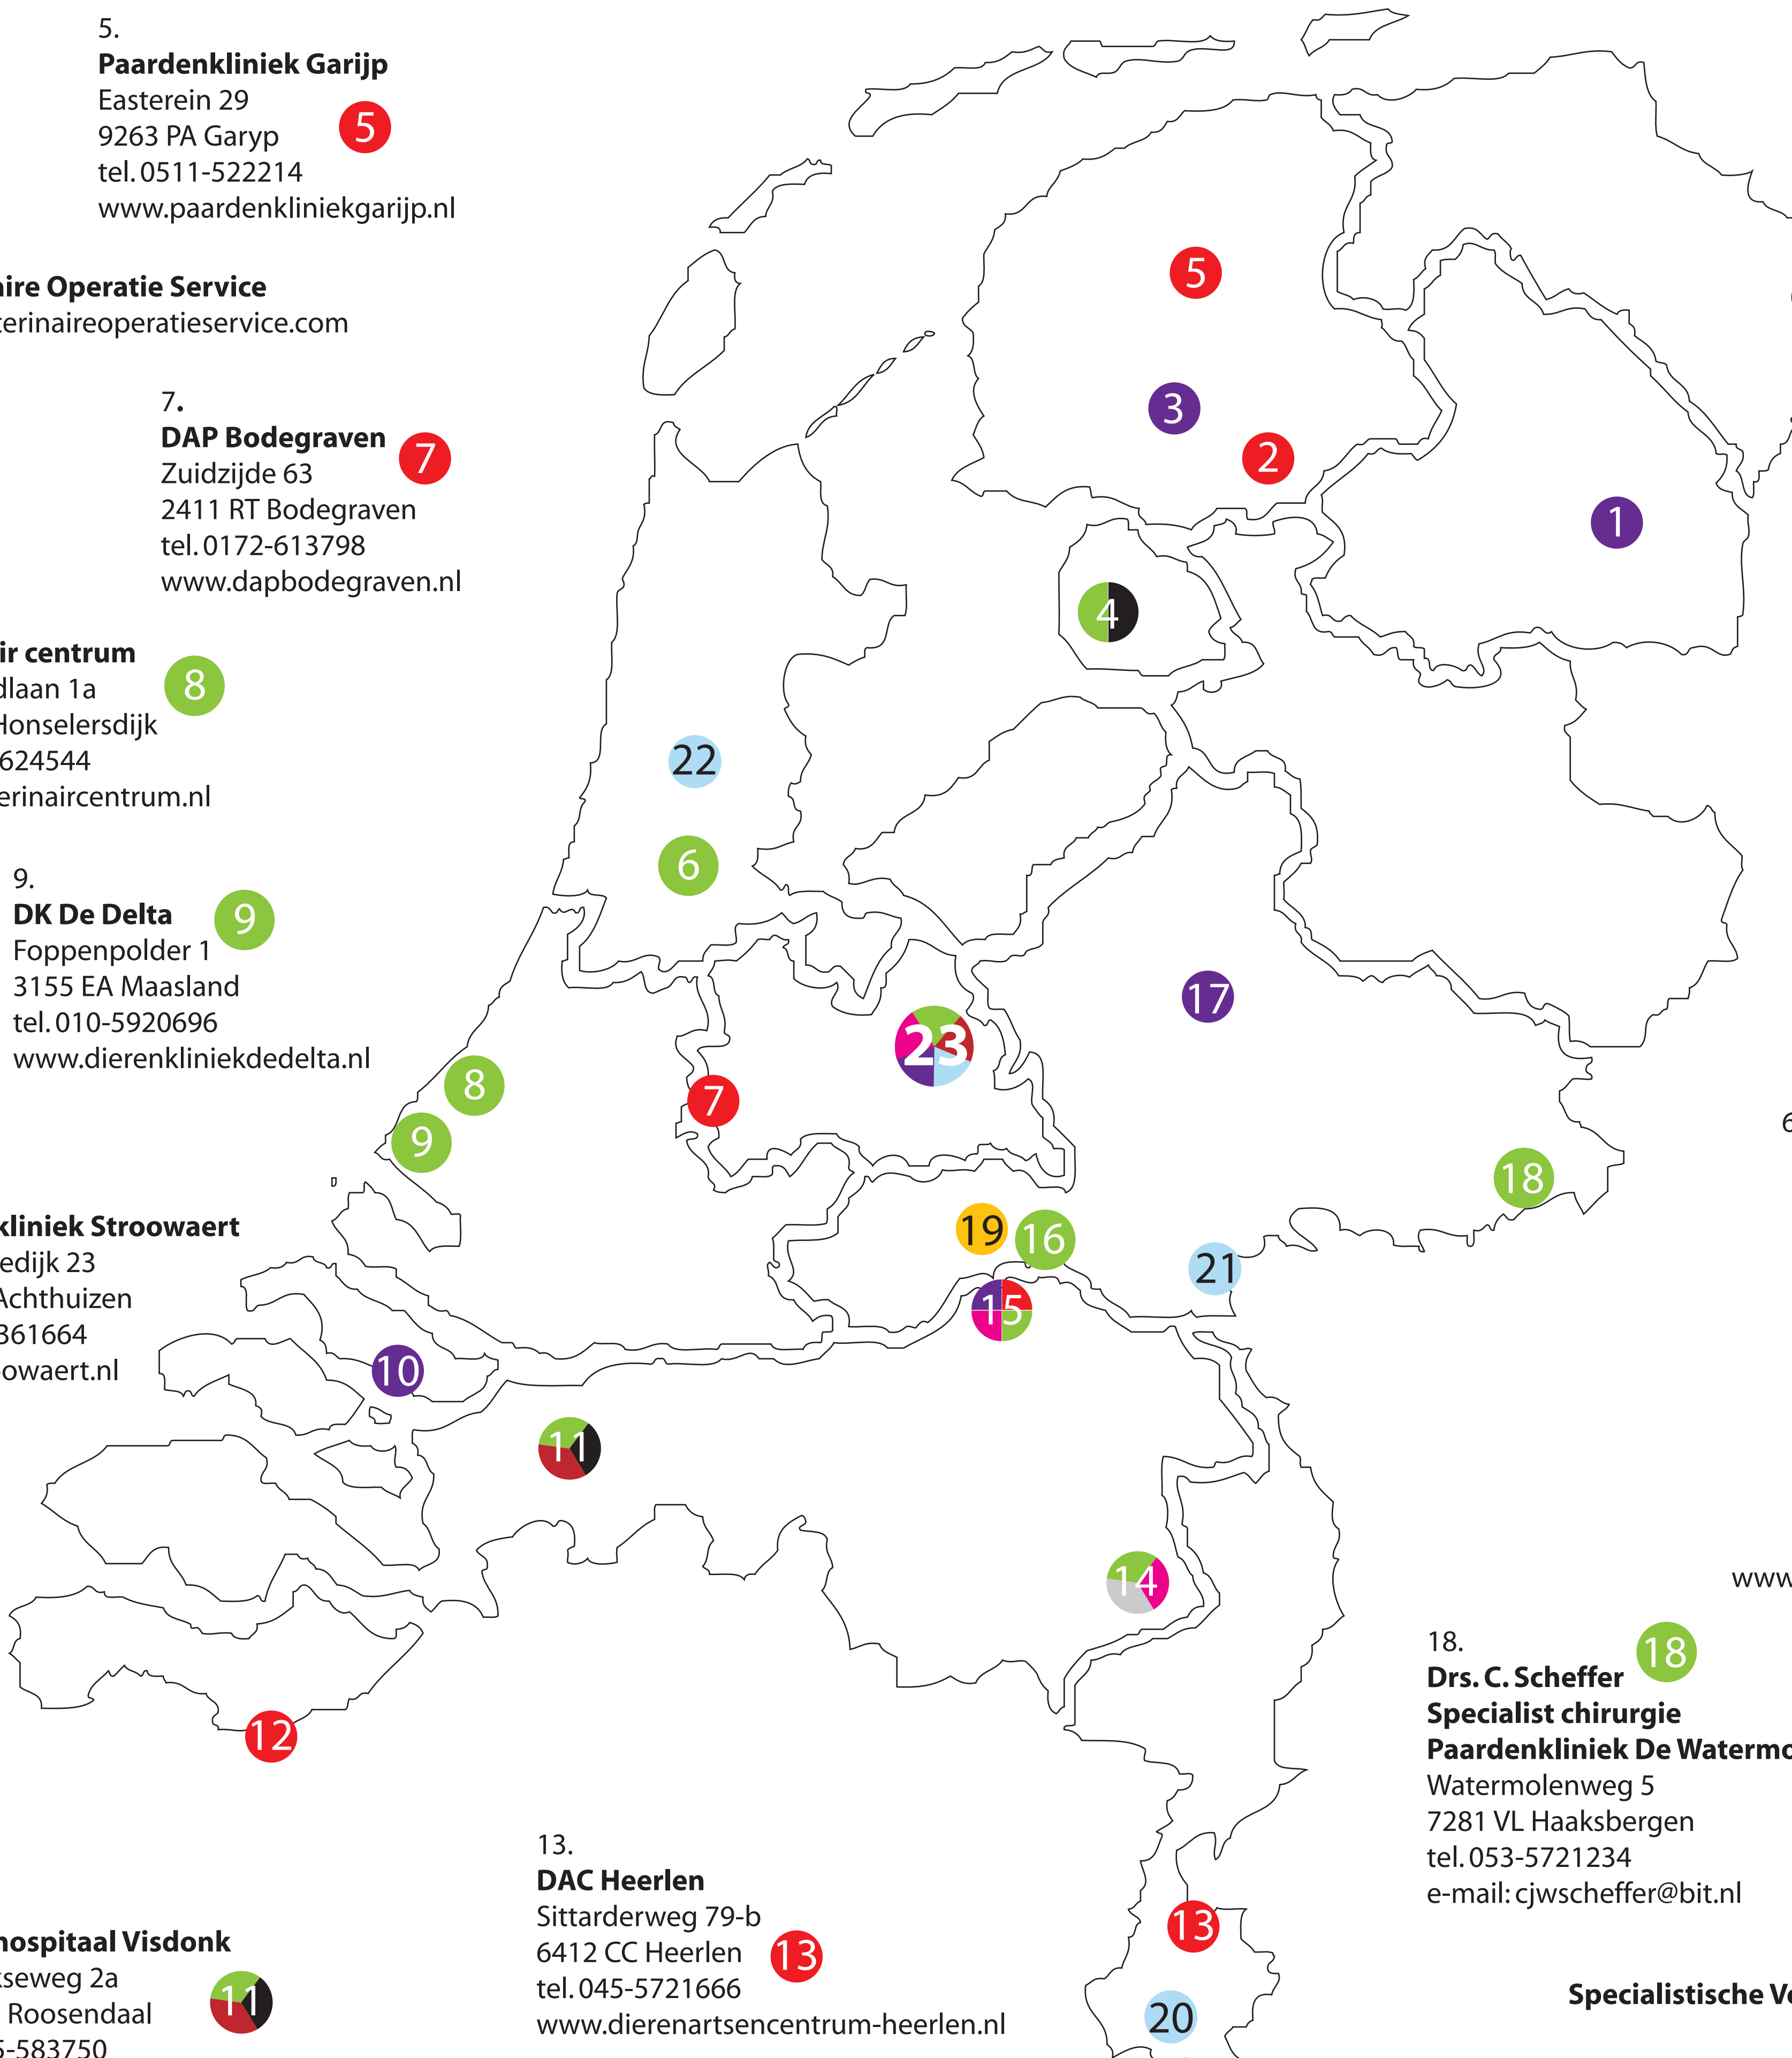 5.
Paardenkliniek Garijp
Easterein 29
9263 PA Garyp
tel. 0511-522214
www.paardenkliniekgarijp.nl
5
aire Operatie Service
terinaireoperatieservice.com
7.
DAP Bodegraven
Zuidzijde 63
2411 RT Bodegraven
tel. 0172-613798
www.dapbodegraven.nl
7
ir centrum
dlaan 1a
Honselersdijk
624544
erinaircentrum.nl
8
9.
DK De Delta
Foppenpolder 1
3155 EA Maasland
tel. 010-5920696
www.dierenkliniekdedelta.nl
9
kliniek Stroowaert
edijk 23
Achthuizen
361664
owaert.nl
5
3
2
1
4
22
6
17
23
7
8
9
18
19
16
21
15
10
11
14
12
13
20
6
www.
18.
Drs. C. Scheffer
Specialist chirurgie
Paardenkliniek De Watermo
Watermolenweg 5
7281 VL Haaksbergen
tel. 053-5721234
e-mail: cjwscheffer@bit.nl
18
13.
DAC Heerlen
Sittarderweg 79-b
6412 CC Heerlen
tel. 045-5721666
www.dierenartsencentrum-heerlen.nl
13
hospitaal Visdonk
seweg 2a
Roosendaal
5-583750
11
Specialistische Ve